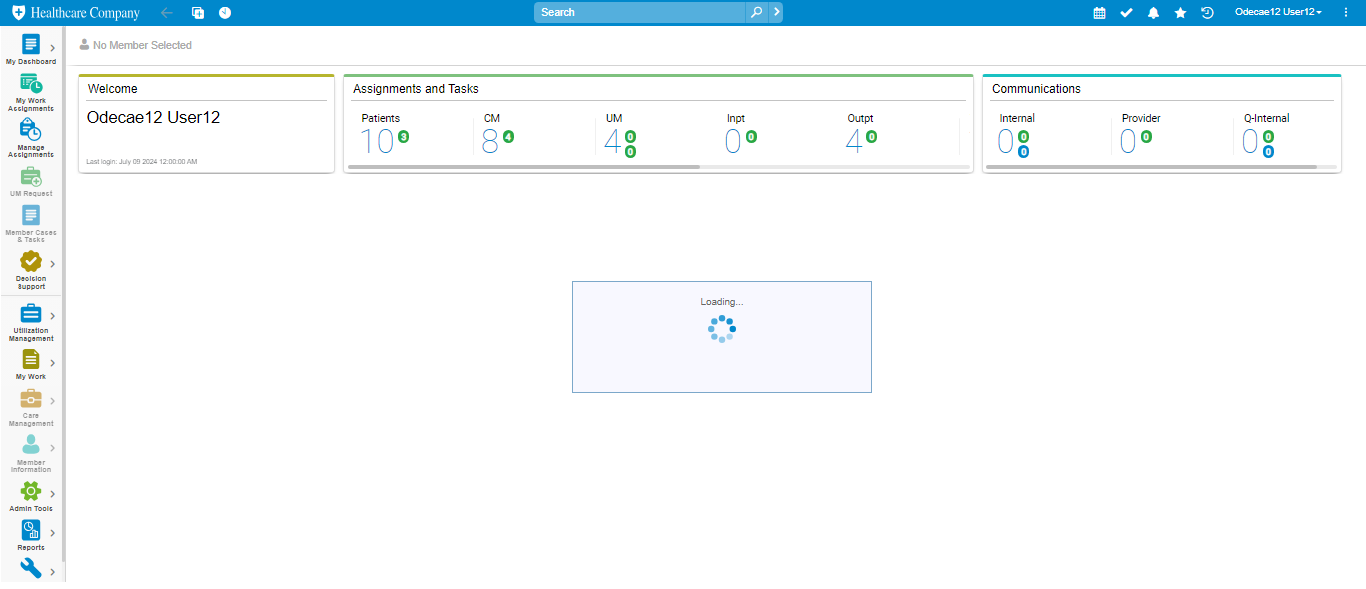 Healthcare Company
Search
Odecae12 User12
No Member Selected
My Dashboard
My Work
Assignments
Manage
Assignments
UM Request
Member Cases
& Tasks
Decision
Support
Utilization
Management
My Work
Care
Management
Member
Information
Admin Tools
Reports
Welcome
Odecae12 User12
Last login: July 09 2024 12:00:00 AM
Assignments and Tasks
Patients
10 3
CM
8 4
UM
4 0
0
Inpt
0 0
Outpt
4 0
Communications
Internal
0 0
0
Provider
0 0
Q-Internal
0 0
0
Loading...